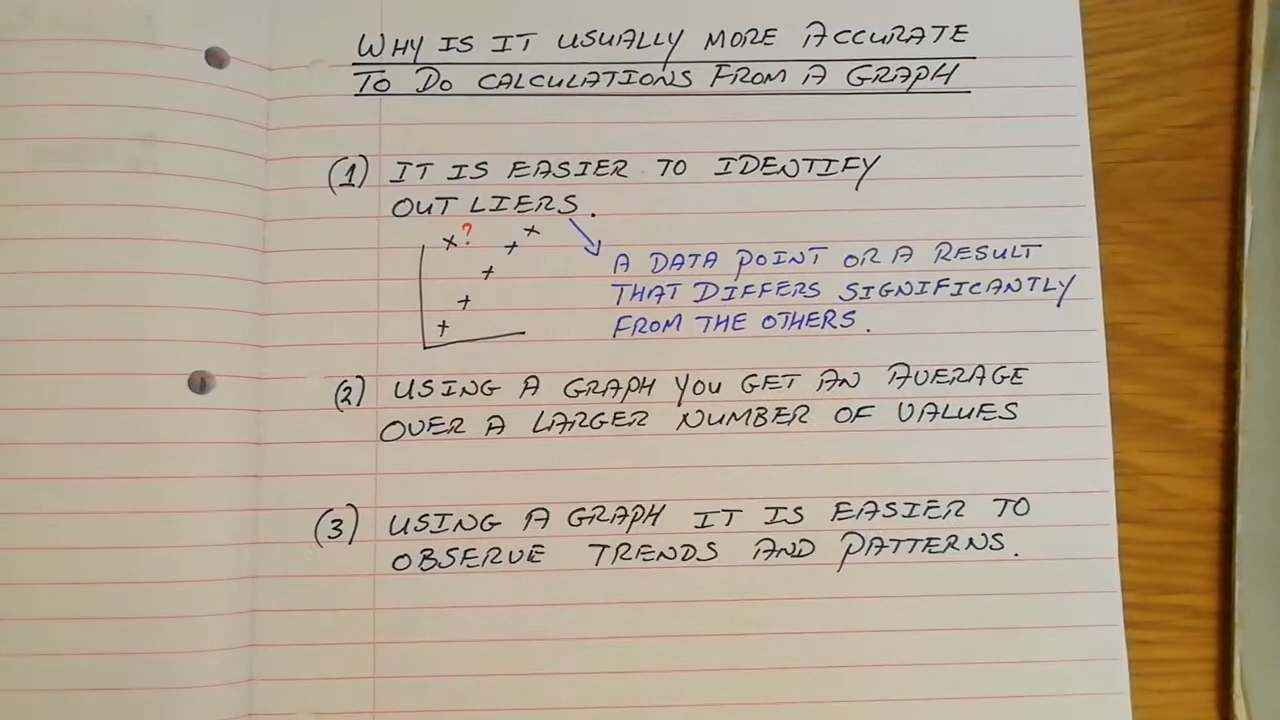 WHY IS IT USUALLY MORE ACCURATE
TO DO CALCULATIONS FROM A GRAPH
(1) IT IS EASIER TO IDENTIFY
OUT LIERS.
?
A DATA POINT OR A RESULT
THAT DIFFERS SIGNIFICANTLY
FROM THE OTHERS.
(2) USING A GRAPH YOU GET AN AVERAGE
OVER A LARGER NUMBER OF VALUES
(3) USING A GRAPH IT IS EASIER TO
OBSERVE TRENDS AND PATTERNS.